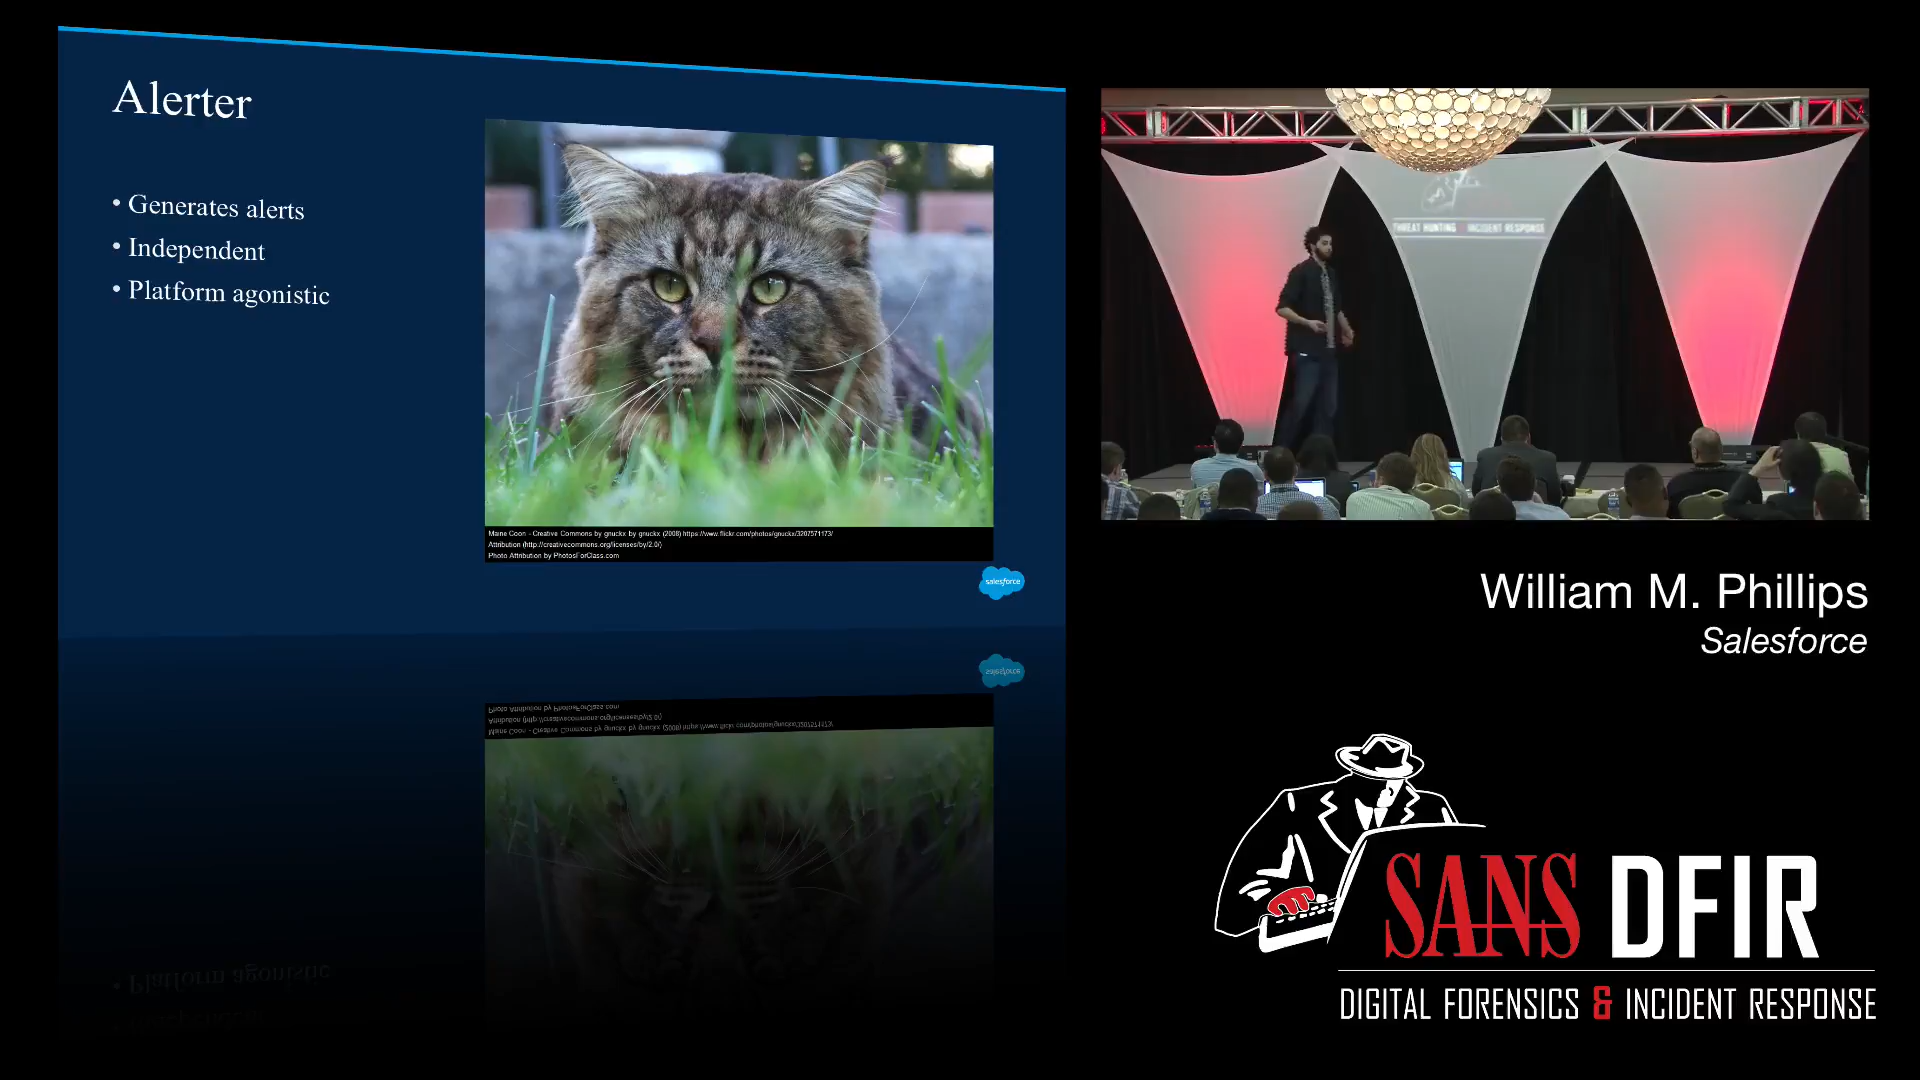 Alerter
• Generates alerts
• Independent
• Platform agonistic
Maine Coon - Creative Commons by gnuckx by gnuckx (2008) https://www.flickr.com/photos/gnuckx/3207571173/
Attribution (http://creativecommons.org/licenses/by/2.0/)
Photo Attribution by PhotosForClass.com
salesforce
THREAT HUNTING & INCIDENT RESPONSE
William M. Phillips
Salesforce
SANS DFIR
DIGITAL FORENSICS & INCIDENT RESPONSE